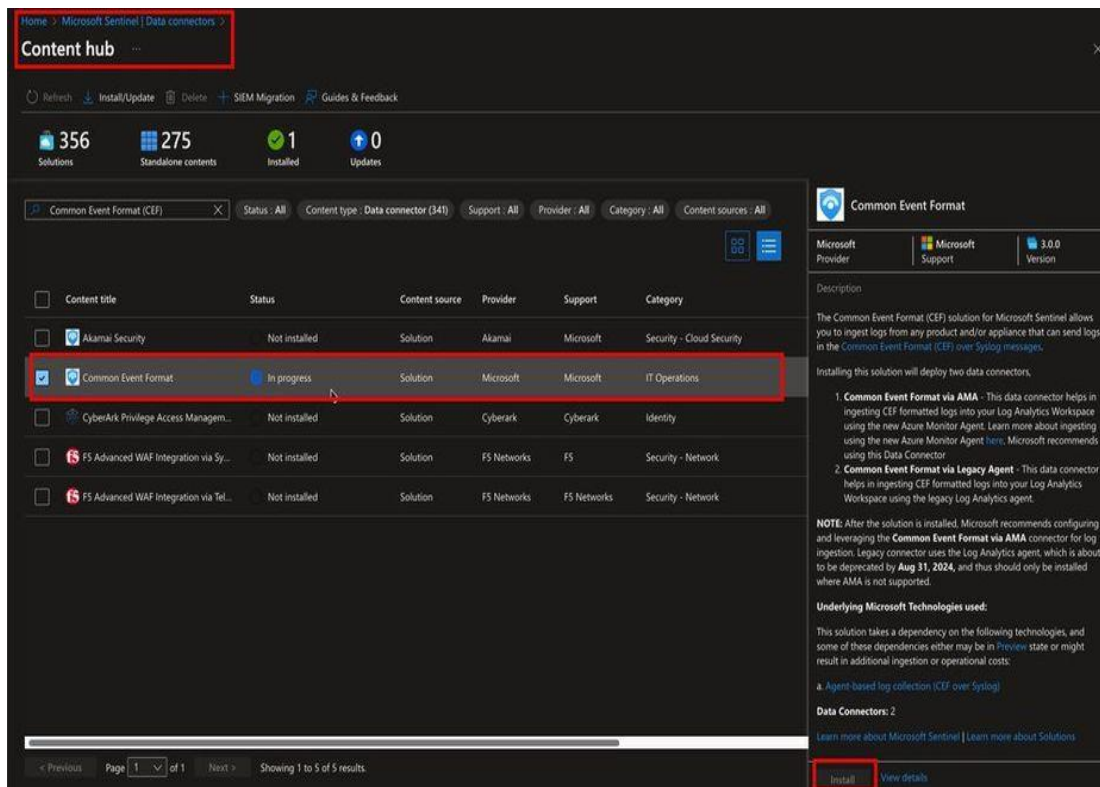 Home > Microsoft Sentinel | Data connectors >
Content hub ...
Refresh Install/Update Delete SIEM Migration Guides & Feedback
356 275 1 0
Solutions Standalone contents Installed Updates
Common Event Format (CEF) Status : All Content type : Data connector (341) Support : All Provider : All Category : All Content sources : All
Content title Status Content source Provider Support Category
Akamai Security Not installed Solution Akamai Microsoft Security - Cloud Security
Common Event Format In progress Solution Microsoft Microsoft IT Operations
CyberArk Privilege Access Managem... Not installed Solution Cyberark Cyberark Identity
F5 Advanced WAF Integration via Sy... Not installed Solution F5 Networks F5 Security - Network
F5 Advanced WAF Integration via Tel... Not installed Solution F5 Networks F5 Networks Security - Network
< Previous Page 1 of 1 Next > Showing 1 to 5 of 5 results.
Common Event Format
Microsoft Microsoft 3.0.0
Provider Support Version
Description
The Common Event Format (CEF) solution for Microsoft Sentinel allows
you to ingest logs from any product and/or appliance that can send logs
in the Common Event Format (CEF) over Syslog messages.
Installing this solution will deploy two data connectors,
1. Common Event Format via AMA - This data connector helps in
ingesting CEF formatted logs into your Log Analytics Workspace
using the new Azure Monitor Agent. Learn more about ingesting
using the new Azure Monitor Agent here. Microsoft recommends
using this Data Connector
2. Common Event Format via Legacy Agent - This data connector
helps in ingesting CEF formatted logs into your Log Analytics
Workspace using the legacy Log Analytics agent.
NOTE: After the solution is installed, Microsoft recommends configuring
and leveraging the Common Event Format via AMA connector for log
ingestion. Legacy connector uses the Log Analytics agent, which is about
to be deprecated by Aug 31, 2024, and thus should only be installed
where AMA is not supported.
Underlying Microsoft Technologies used:
This solution takes a dependency on the following technologies, and
some of these dependencies either may be in Preview state or might
result in additional ingestion or operational costs:
a. Agent-based log collection (CEF over Syslog)
Data Connectors: 2
Learn more about Microsoft Sentinel | Learn more about Solutions
Install View details